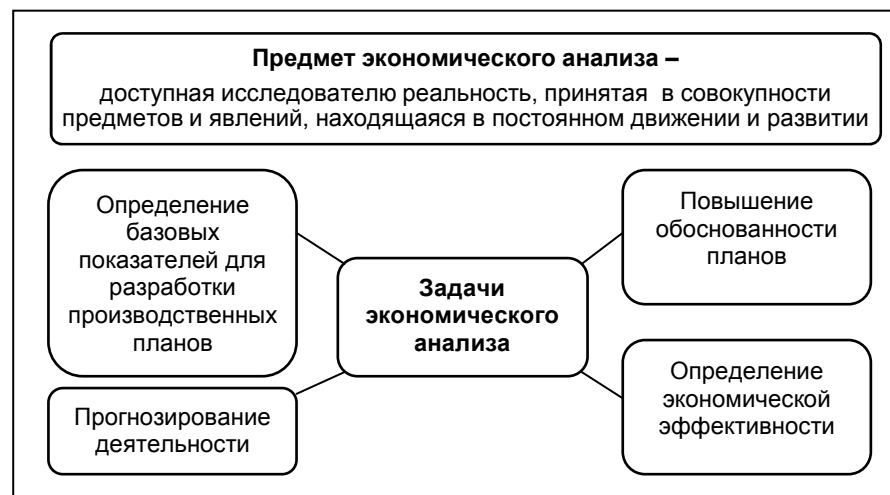 Предмет экономического анализа –
доступная исследователю реальность, принятая в совокупности
предметов и явлений, находящаяся в постоянном движении и развитии
Определение
базовых
показателей для
разработки
производственных
планов
Повышение
обоснованности
планов
Задачи
экономического
анализа
Прогнозирование
деятельности
Определение
экономической
эффективности